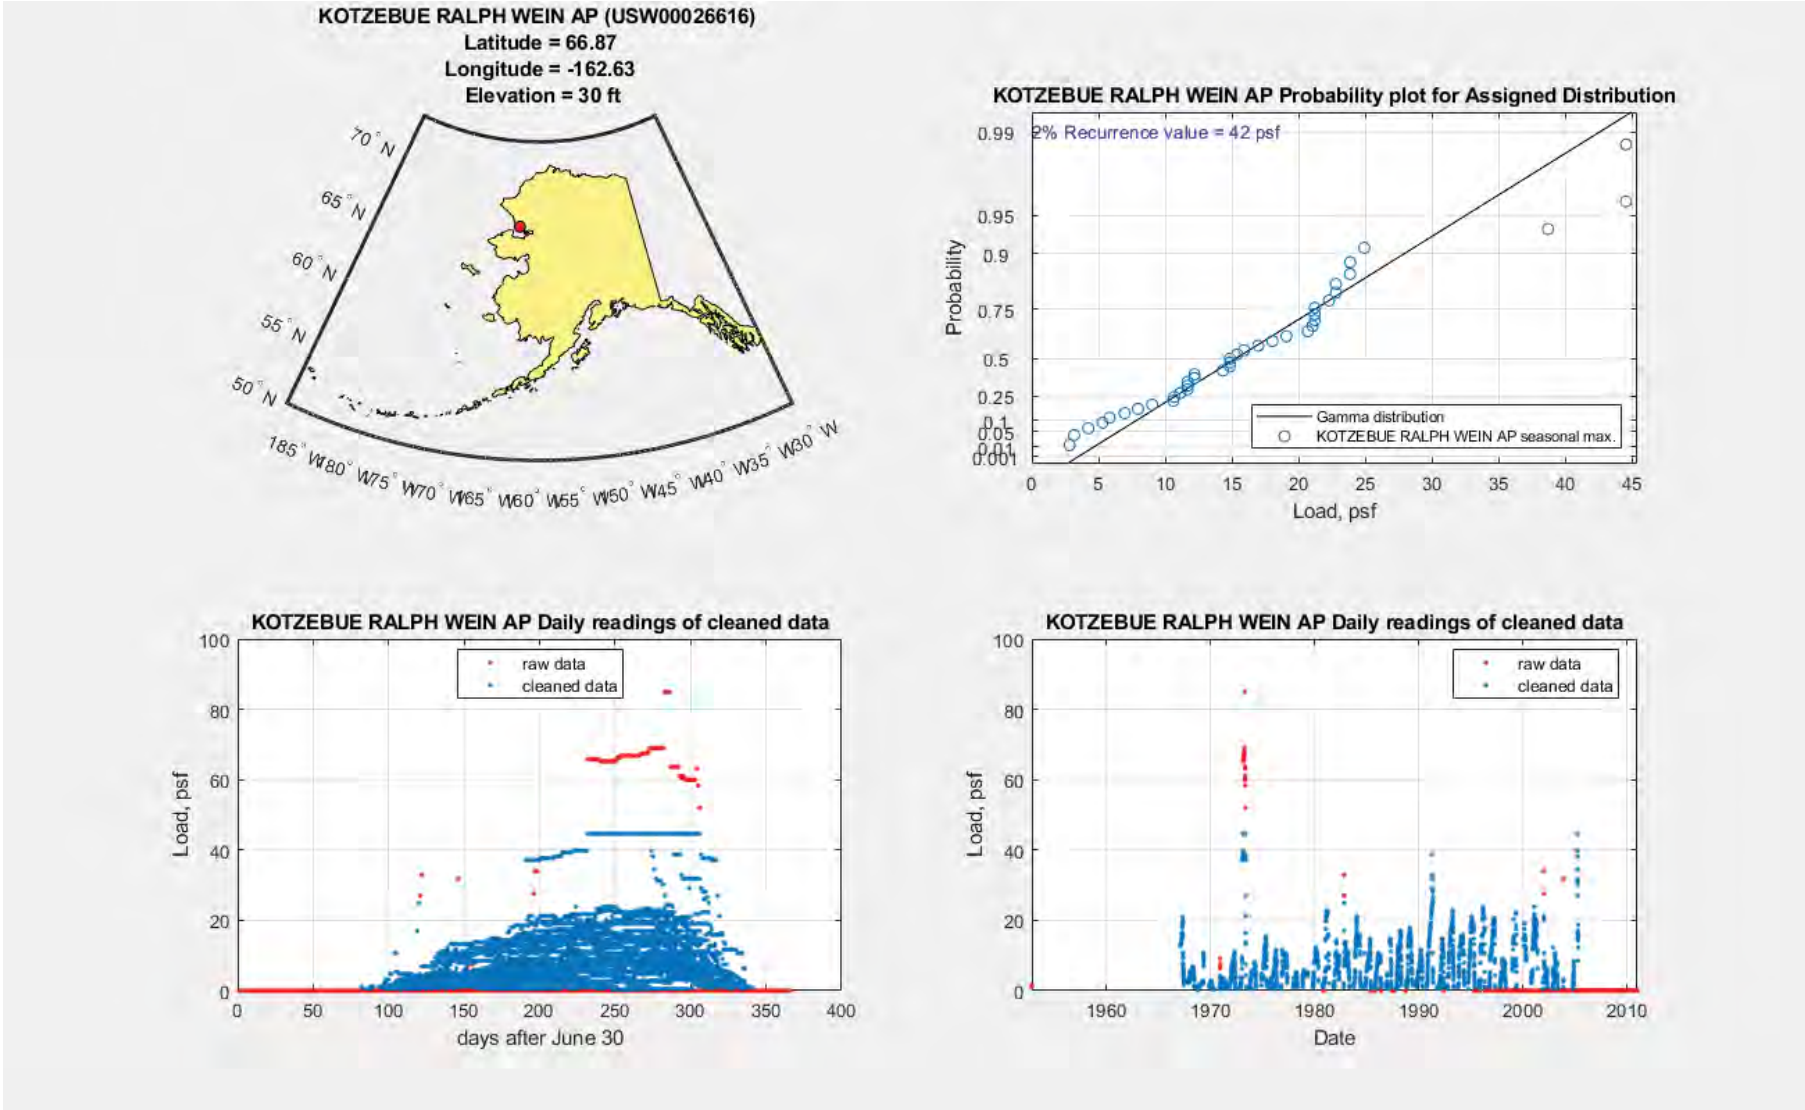 KOTZEBUE RALPH WEIN AP (USW00026616)
Latitude = 66.87
Longitude = -162.63
Elevation = 30 ft
70° N
65° N
60° N
55° N
50° N
185° W
180° W
175° W
170° W
165° W
160° W
155° W
150° W
145° W
140° W
135° W
130° W
KOTZEBUE RALPH WEIN AP Probability plot for Assigned Distribution
2% Recurrence value = 42 psf
0.99
0.95
0.9
0.75
0.5
0.25
0.1
0.05
0.01
0.001
Probability
Gamma distribution
KOTZEBUE RALPH WEIN AP seasonal max.
0 5 10 15 20 25 30 35 40 45
Load, psf
KOTZEBUE RALPH WEIN AP Daily readings of cleaned data
raw data
cleaned data
100
80
60
40
20
0
Load, psf
0 50 100 150 200 250 300 350 400
days after June 30
KOTZEBUE RALPH WEIN AP Daily readings of cleaned data
raw data
cleaned data
100
80
60
40
20
0
Load, psf
1960 1970 1980 1990 2000 2010
Date